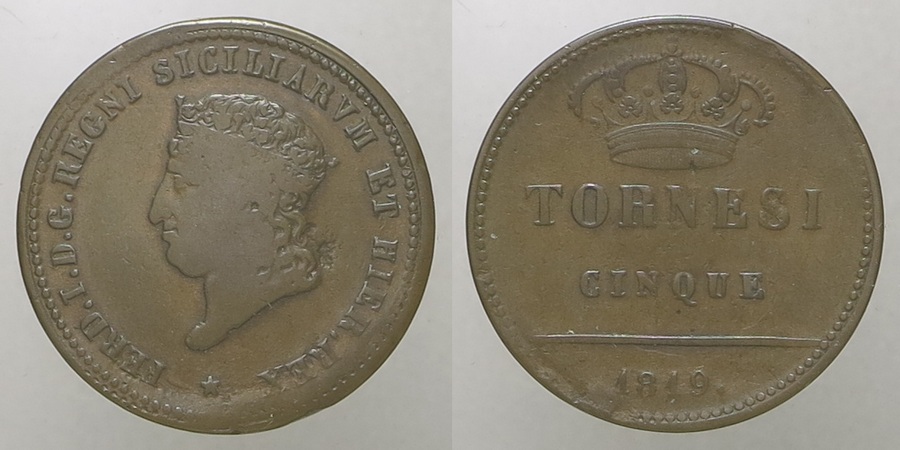 FERD.I.D.G.REGNI SICILIARVM ET HIER.REX
TORNESI
CINQUE
1819.